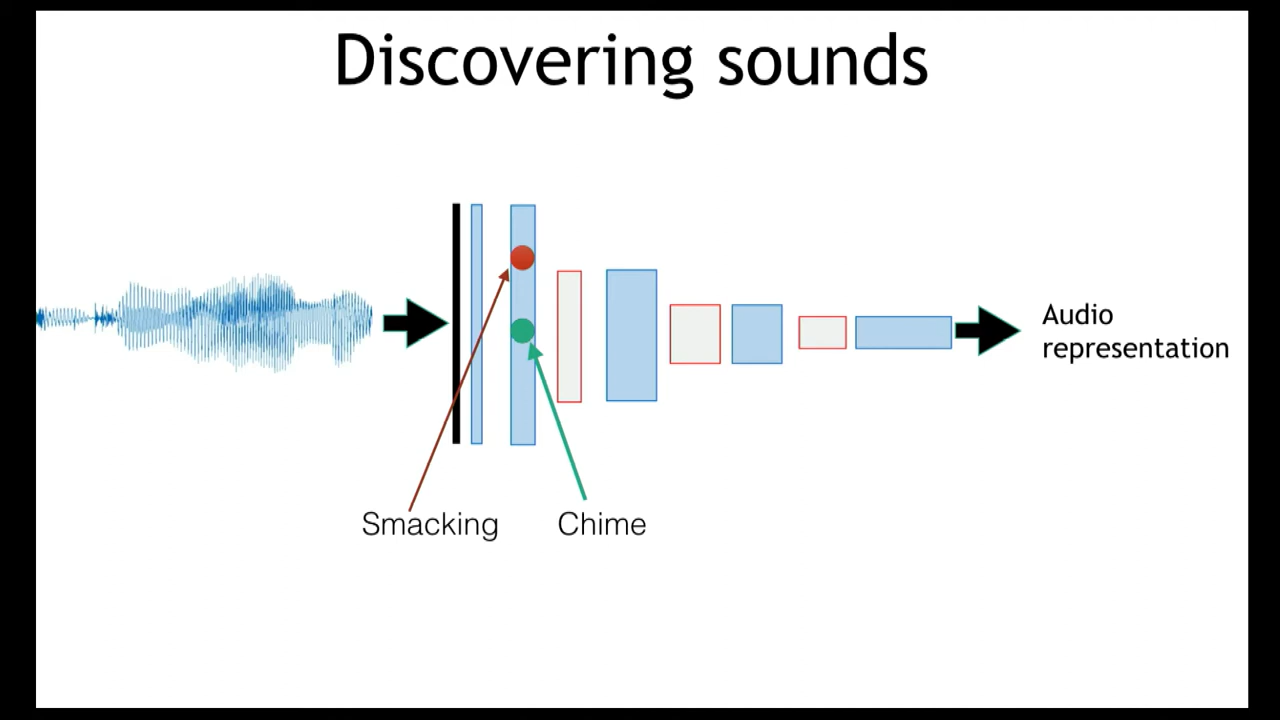 Discovering sounds
Audio
representation
Smacking
Chime